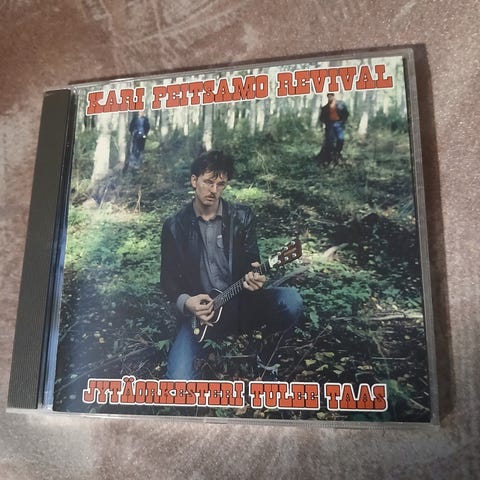 KARI PEITSAMO REVIVAL
JYTÄORKESTERI TULEE TAAS